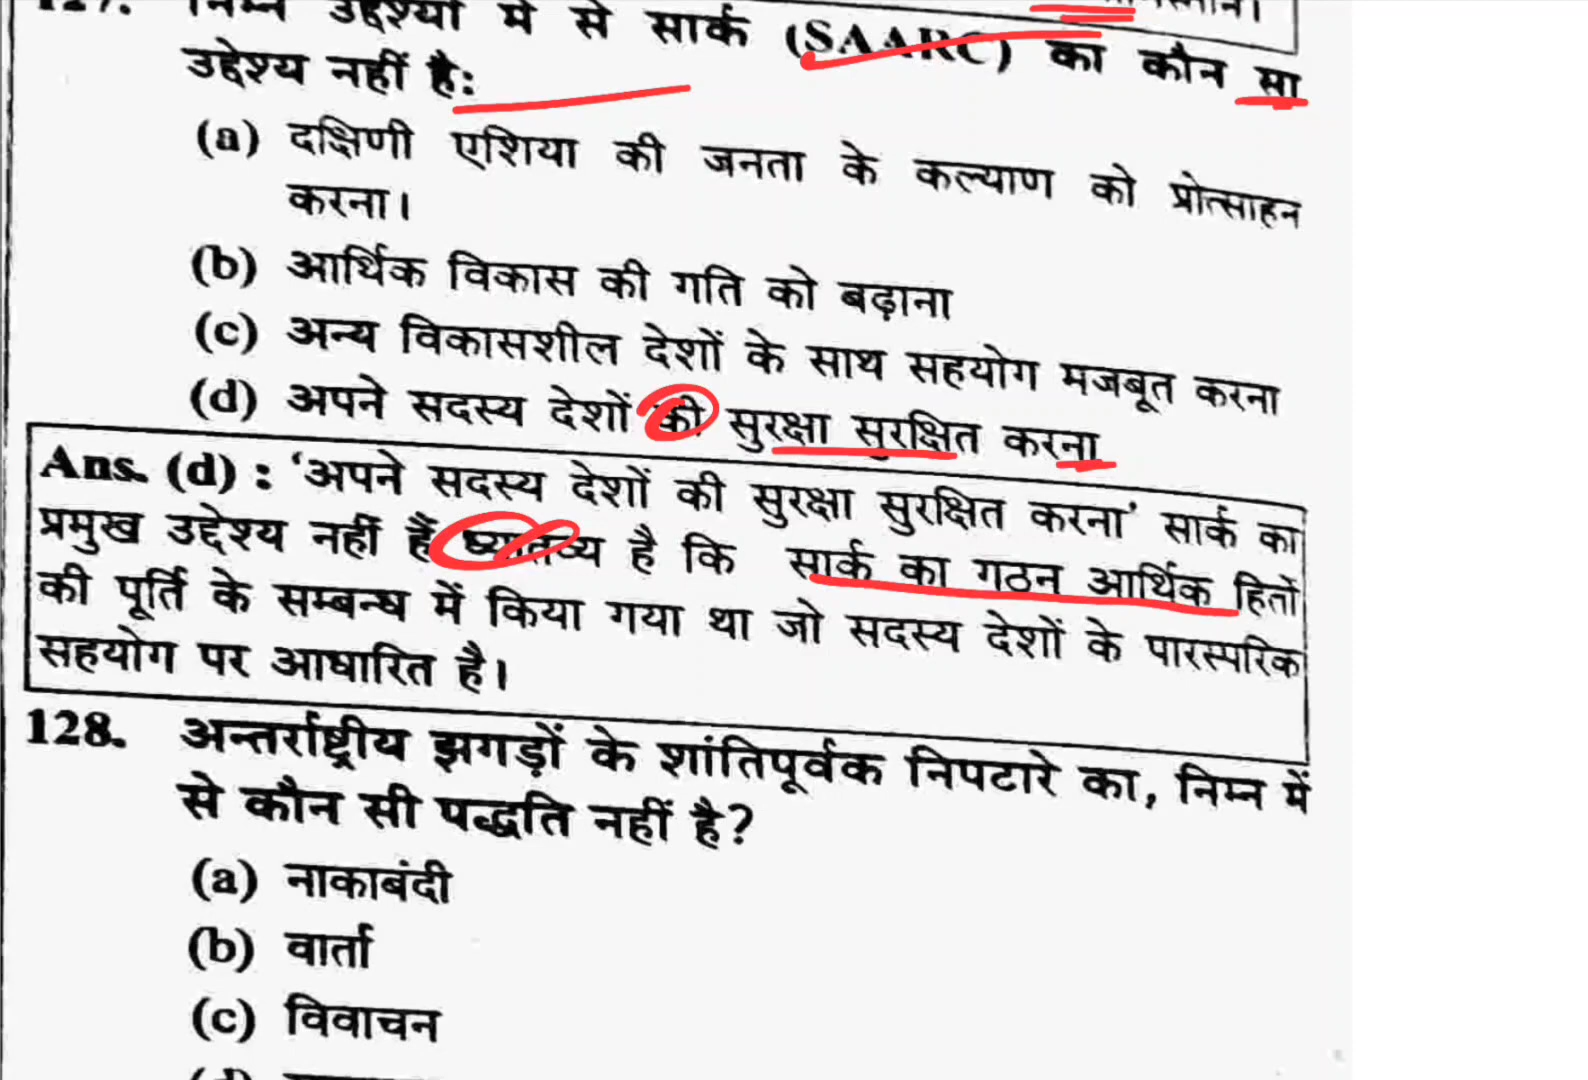 127. निम्न उद्देश्यों में से सार्क (SAARC) का कौन सा
उद्देश्य नहीं है:
(a) दक्षिणी एशिया की जनता के कल्याण को प्रोत्साहन
करना।
(b) आर्थिक विकास की गति को बढ़ाना
(c) अन्य विकासशील देशों के साथ सहयोग मजबूत करना
(d) अपने सदस्य देशों की सुरक्षा सुरक्षित करना
Ans. (d) : ‘अपने सदस्य देशों की सुरक्षा सुरक्षित करना’ सार्क का
प्रमुख उद्देश्य नहीं है ध्यातव्य है कि सार्क का गठन आर्थिक हितों
की पूर्ति के सम्बन्ध में किया गया था जो सदस्य देशों के पारस्परिक
सहयोग पर आधारित है।
128. अन्तर्राष्ट्रीय झगड़ों के शांतिपूर्वक निपटारे का, निम्न में
से कौन सी पद्धति नहीं है?
(a) नाकाबंदी
(b) वार्ता
(c) विवाचन